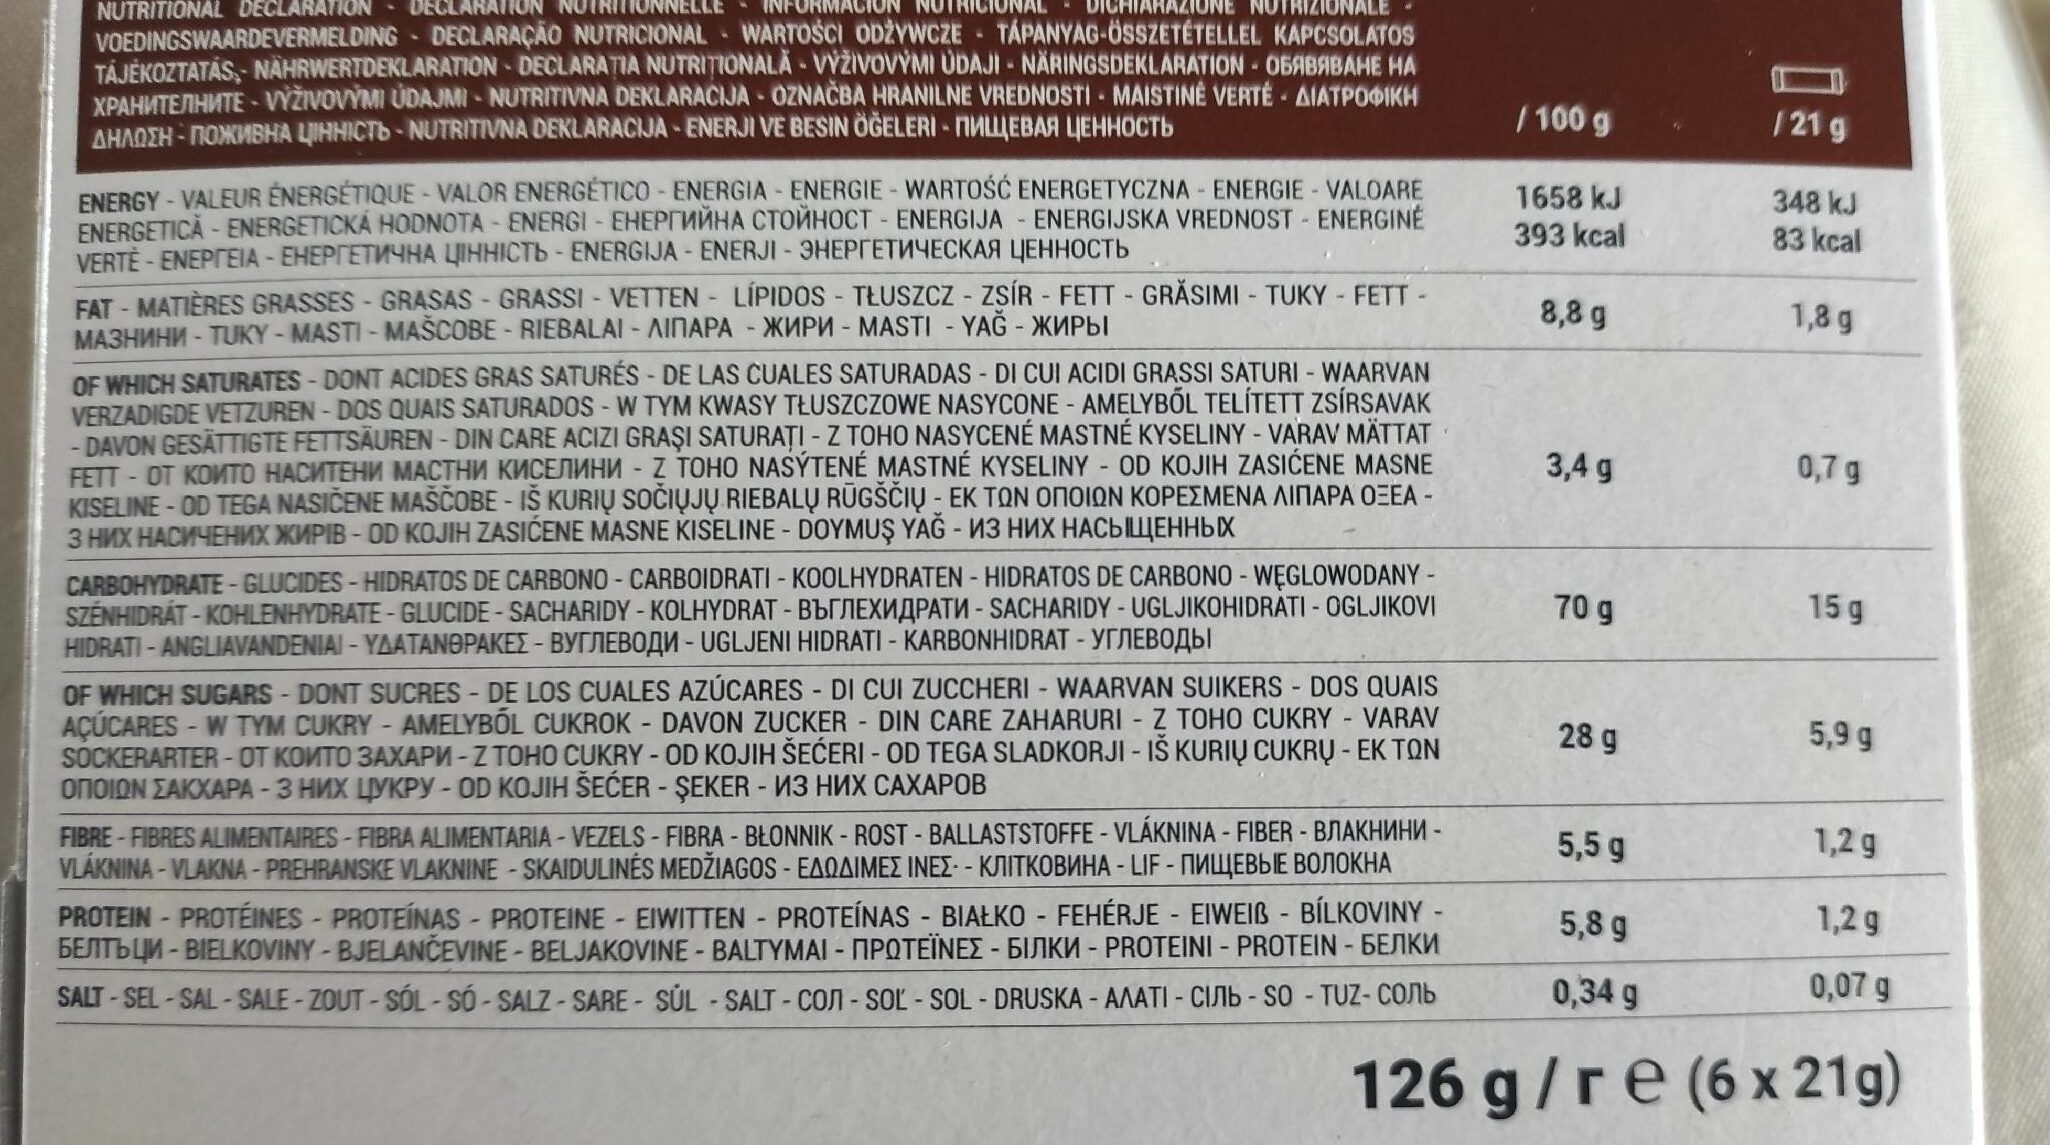 NUTRITIONAL DECLARATION - DÉCLARATION NUTRITIONNELLE - INFORMACIÓN NUTRICIONAL - DICHIARAZIONE NUTRIZIONALE -
VOEDINGSWAARDEVERMELDING - DECLARAÇÃO NUTRICIONAL - WARTOŚCI ODŻYWCZE - TÁPANYAG-ÖSSZETÉTELLEL KAPCSOLATOS
TÁJÉKOZTATÁS - NÄHRWERTDEKLARATION - DECLARAȚIA NUTRIȚIONALĂ - VÝŽIVOVÝMI ÚDAJI - NÄRINGSDEKLARATION - ОБЯВЯВАНЕ НА
ХРАНИТЕЛНИТЕ - VÝŽIVOVÝMI ÚDAJMI - NUTRITIVNA DEKLARACIJA - OZNAČBA HRANILNE VREDNOSTI - MAISTINĖ VERTĖ - ΔΙΑΤΡΟΦΙΚΗ
ΔΗΛΩΣΗ - ПОЖИВНА ЦІННІСТЬ - NUTRITIVNA DEKLARACIJA - ENERJI VE BESIN ÖĞELERI - ПИЩЕВАЯ ЦЕННОСТЬ
/ 100 g
/ 21 g
ENERGY - VALEUR ÉNERGÉTIQUE - VALOR ENERGÉTICO - ENERGIA - ENERGIE - WARTOŚĆ ENERGETYCZNA - ENERGIE - VALOARE
ENERGETICĂ - ENERGETICKÁ HODNOTA - ENERGI - ЕНЕРГИЙНА СТОЙНОСТ - ENERGIJA - ENERGIJSKA VREDNOST - ENERGINĖ
VERTĖ - ΕΝΕΡΓΕΙΑ - ЕНЕРГЕТИЧНА ЦІННІСТЬ - ENERGIJA - ENERJI - ЭНЕРГЕТИЧЕСКАЯ ЦЕННОСТЬ
1658 kJ
393 kcal
348 kJ
83 kcal
FAT - MATIÈRES GRASSES - GRASAS - GRASSI - VETTEN - LÍPIDOS - TŁUSZCZ - ZSÍR - FETT - GRĂSIMI - TUKY - FETT -
МАЗНИНИ - TUKY - MASTI - MAŠČOBE - RIEBALAI - ΛΙΠΑΡΑ - ЖИРИ - MASTI - YAĞ - ЖИРЫ
8,8 g
1,8 g
OF WHICH SATURATES - DONT ACIDES GRAS SATURÉS - DE LAS CUALES SATURADAS - DI CUI ACIDI GRASSI SATURI - WAARVAN
VERZADIGDE VETZUREN - DOS QUAIS SATURADOS - W TYM KWASY TŁUSZCZOWE NASYCONE - AMELYBŐL TELÍTETT ZSÍRSAVAK
- DAVON GESÄTTIGTE FETTSÄUREN - DIN CARE ACIZI GRAȘI SATURAȚI - Z TOHO NASYCENÉ MASTNÉ KYSELINY - VARAV MÄTTAT
FETT - ОТ КОИТО НАСИТЕНИ МАСТНИ КИСЕЛИНИ - Z TOHO NASÝTENÉ MASTNÉ KYSELINY - OD KOJIH ZASIĆENE MASNE
KISELINE - OD TEGA NASIČENE MAŠČOBE - IŠ KURIŲ SOČIŲJŲ RIEBALŲ RŪGŠČIŲ - ΕΚ ΤΩΝ ΟΠΟΙΩΝ ΚΟΡΕΣΜΕΝΑ ΛΙΠΑΡΑ ΟΞΕΑ -
З НИХ НАСИЧЕНИХ ЖИРІВ - OD KOJIH ZASIĆENE MASNE KISELINE - DOYMUŞ YAĞ - ИЗ НИХ НАСЫЩЕННЫХ
3,4 g
0,7 g
CARBOHYDRATE - GLUCIDES - HIDRATOS DE CARBONO - CARBOIDRATI - KOOLHYDRATEN - HIDRATOS DE CARBONO - WĘGLOWODANY -
SZÉNHIDRÁT - KOHLENHYDRATE - GLUCIDE - SACHARIDY - KOLHYDRAT - ВЪГЛЕХИДРАТИ - SACHARIDY - UGLJIKOHIDRATI - OGLJIKOVI
HIDRATI - ANGLIAVANDENIAI - ΥΔΑΤΑΝΘΡΑΚΕΣ - ВУГЛЕВОДИ - UGLJENI HIDRATI - KARBONHIDRAT - УГЛЕВОДЫ
70 g
15 g
OF WHICH SUGARS - DONT SUCRES - DE LOS CUALES AZÚCARES - DI CUI ZUCCHERI - WAARVAN SUIKERS - DOS QUAIS
AÇÚCARES - W TYM CUKRY - AMELYBŐL CUKROK - DAVON ZUCKER - DIN CARE ZAHARURI - Z TOHO CUKRY - VARAV
SOCKERARTER - ОТ КОИТО ЗАХАРИ - Z TOHO CUKRY - OD KOJIH ŠEĆERI - OD TEGA SLADKORJI - IŠ KURIŲ CUKRŲ - ΕΚ ΤΩΝ
ΟΠΟΙΩΝ ΣΑΚΧΑΡΑ - З НИХ ЦУКРУ - OD KOJIH ŠEĆER - ŞEKER - ИЗ НИХ САХАРОВ
28 g
5,9 g
FIBRE - FIBRES ALIMENTAIRES - FIBRA ALIMENTARIA - VEZELS - FIBRA - BŁONNIK - ROST - BALLASTSTOFFE - VLÁKNINA - FIBER - ВЛАКНИНИ -
VLÁKNINA - VLAKNA - PREHRANSKE VLAKNINE - SKAIDULINĖS MEDŽIAGOS - ΕΔΩΔΙΜΕΣ ΙΝΕΣ· - КЛІТКОВИНА - LIF - ПИЩЕВЫЕ ВОЛОКНА
5,5 g
1,2 g
PROTEIN - PROTÉINES - PROTEÍNAS - PROTEINE - EIWITTEN - PROTEÍNAS - BIAŁKO - FEHÉRJE - EIWEIß - BÍLKOVINY -
БЕЛТЪЦИ - BIELKOVINY - BJELANČEVINE - BELJAKOVINE - BALTYMAI - ΠΡΩΤΕΪΝΕΣ - БІЛКИ - PROTEINI - PROTEIN - БЕЛКИ
5,8 g
1,2 g
SALT - SEL - SAL - SALE - ZOUT - SÓL - SÓ - SALZ - SARE - SŮL - SALT - СОЛ - SOĽ - SOL - DRUSKA - ΑΛΑΤΙ - СІЛЬ - SO - TUZ- СОЛЬ
0,34 g
0,07 g
126 g / г e (6 x 21g)